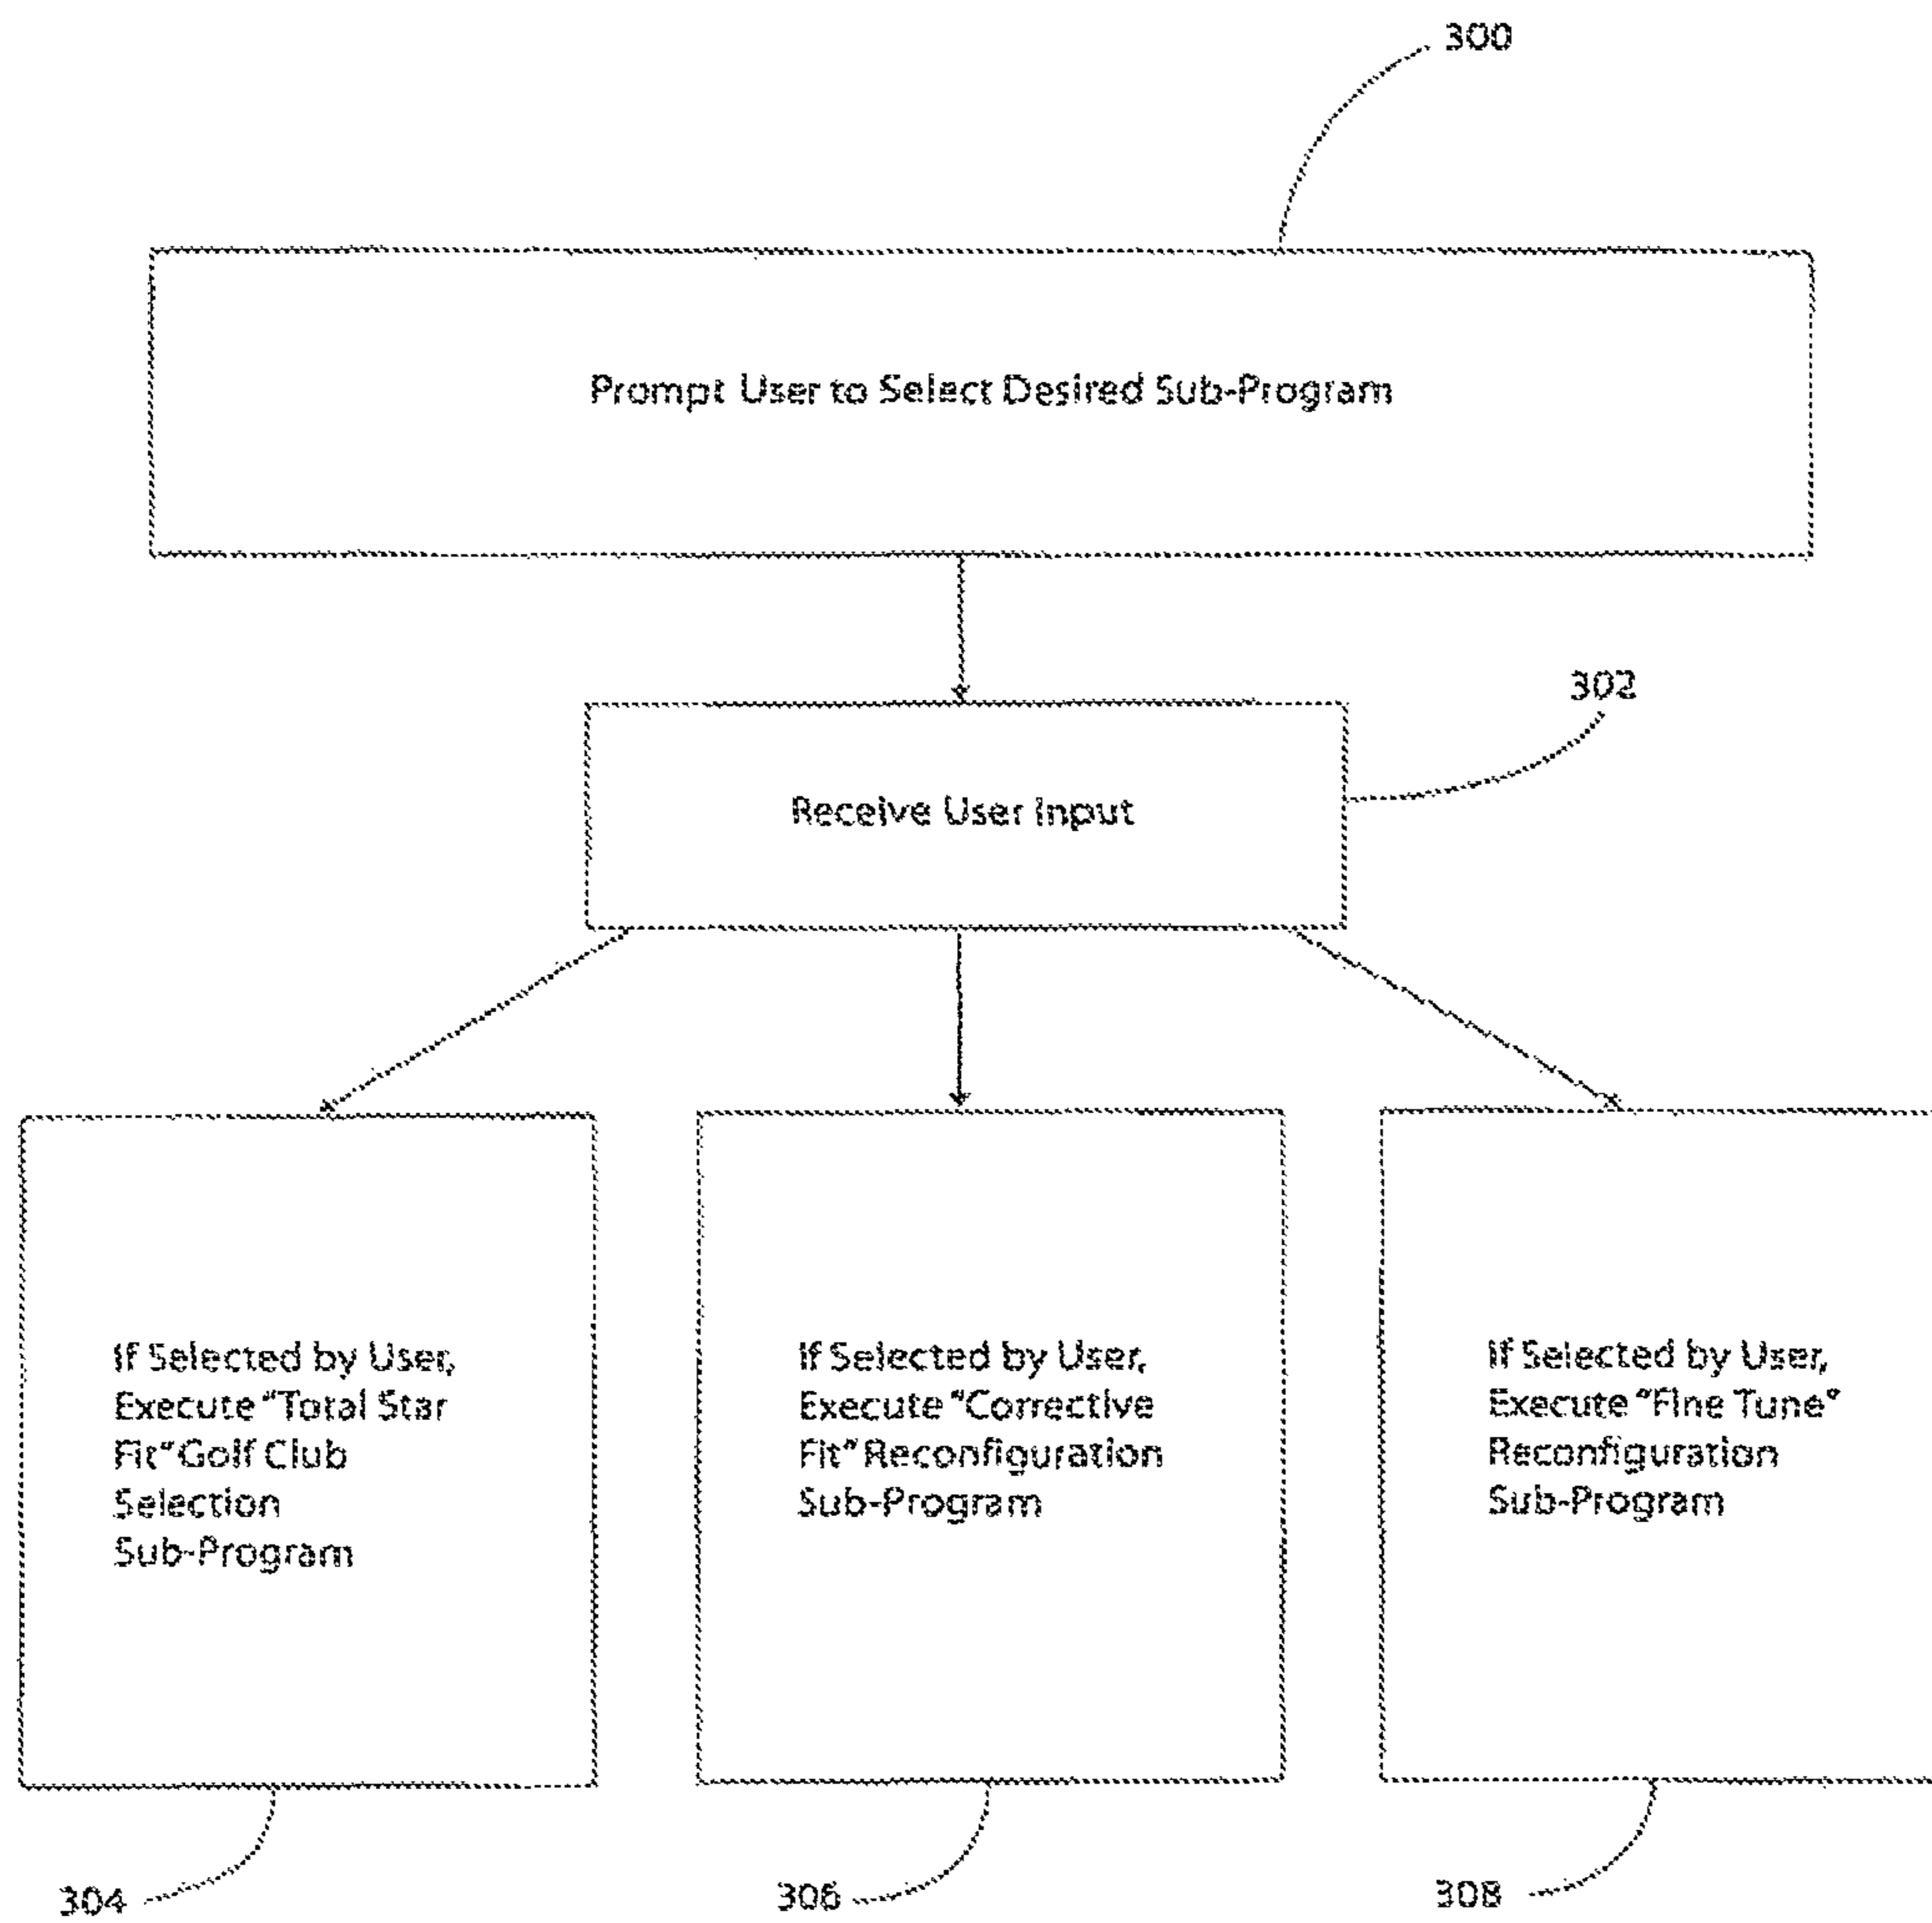 300
Prompt User to Select Desired Sub-Program
302
Receive User Input
If Selected by User,
Execute "Total Star
Fit" Golf Club
Selection
Sub-Program
If Selected by User,
Execute "Corrective
Fit" Reconfiguration
Sub-Program
If Selected by User,
Execute "Fine Tune"
Reconfiguration
Sub-Program
304
306
308